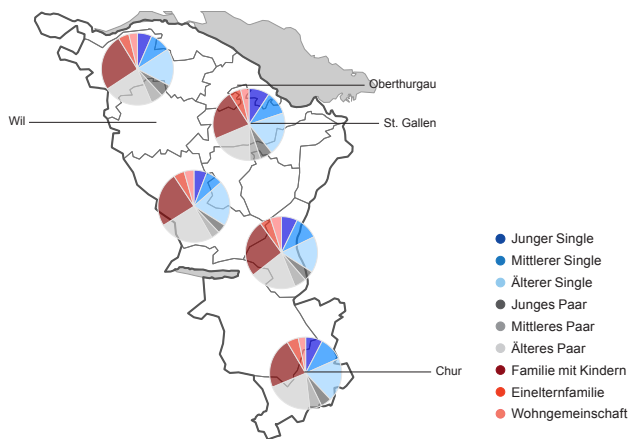 Oberthurgau
Wil
St. Gallen
Junger Single
Mittlerer Single
Älterer Single
Junges Paar
Mittleres Paar
Älteres Paar
Familie mit Kindern
Chur
Einelternfamilie
Wohngemeinschaft